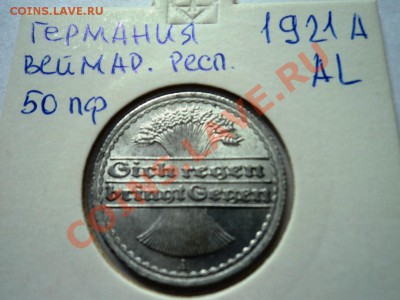 COINS.LAVE.RU
ГЕРМАНИЯ 1921 А
ВЕЙМАР. РЕСП. AL
50 ПФ
Sich regen
bringt Segen
A
COINS.LAVE.RU